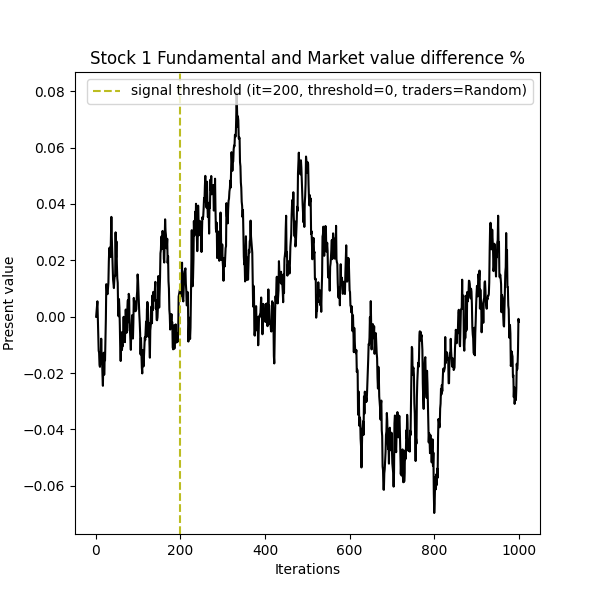 Stock 1 Fundamental and Market value difference %
signal threshold (it=200, threshold=0, traders=Random)
0.08
0.06
0.04
0.02
0.00
−0.02
−0.04
−0.06
Present value
0 200 400 600 800 1000
Iterations